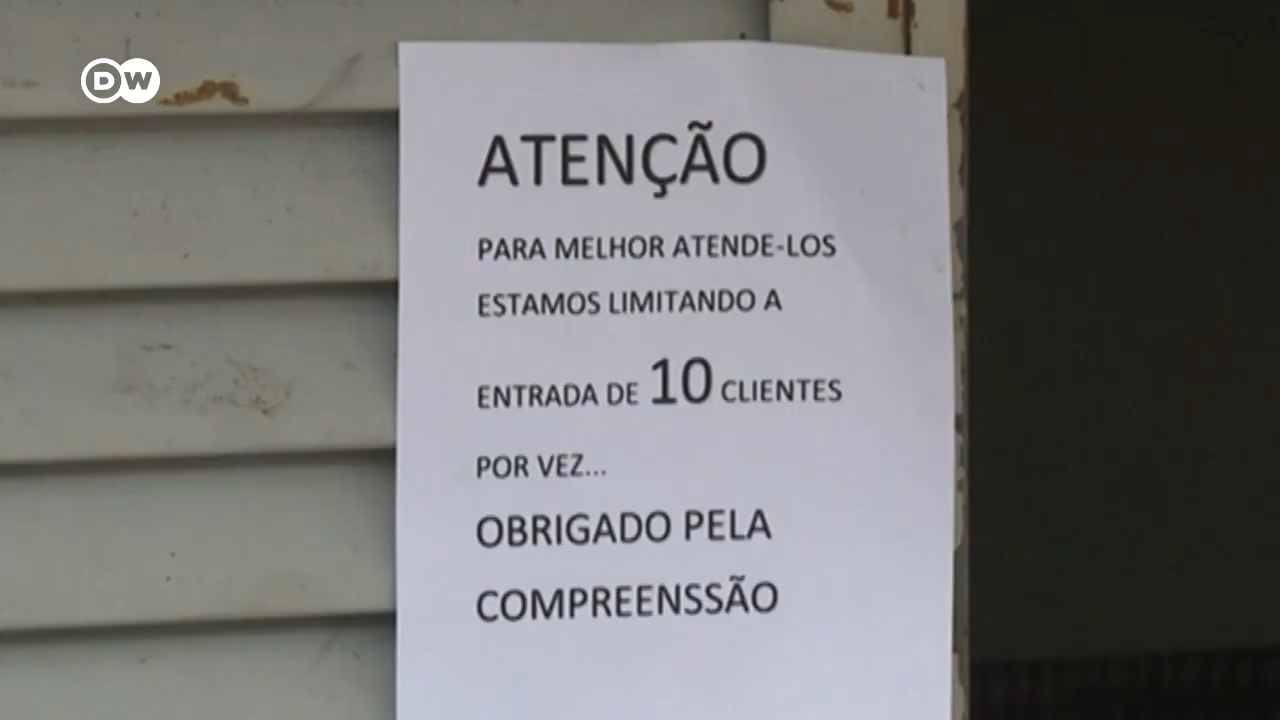 DW
ATENÇÃO
PARA MELHOR ATENDE-LOS
ESTAMOS LIMITANDO A
ENTRADA DE 10 CLIENTES
POR VEZ...
OBRIGADO PELA
COMPREENSSÃO